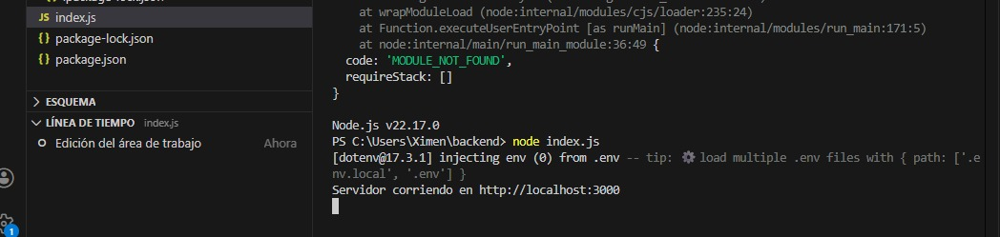 JS index.js
{} package-lock.json
{} package.json
ESQUEMA
LÍNEA DE TIEMPO index.js
Edición del área de trabajo Ahora
1
at wrapModuleLoad (node:internal/modules/cjs/loader:235:24)
at Function.executeUserEntryPoint [as runMain] (node:internal/modules/run_main:171:5)
at node:internal/main/run_main_module:36:49 {
code: 'MODULE_NOT_FOUND',
requireStack: []
}
Node.js v22.17.0
PS C:\Users\Ximen\backend> node index.js
[dotenv@17.3.1] injecting env (0) from .env -- tip: ⚙️ load multiple .env files with { path: ['.e
nv.local', '.env'] }
Servidor corriendo en http://localhost:3000